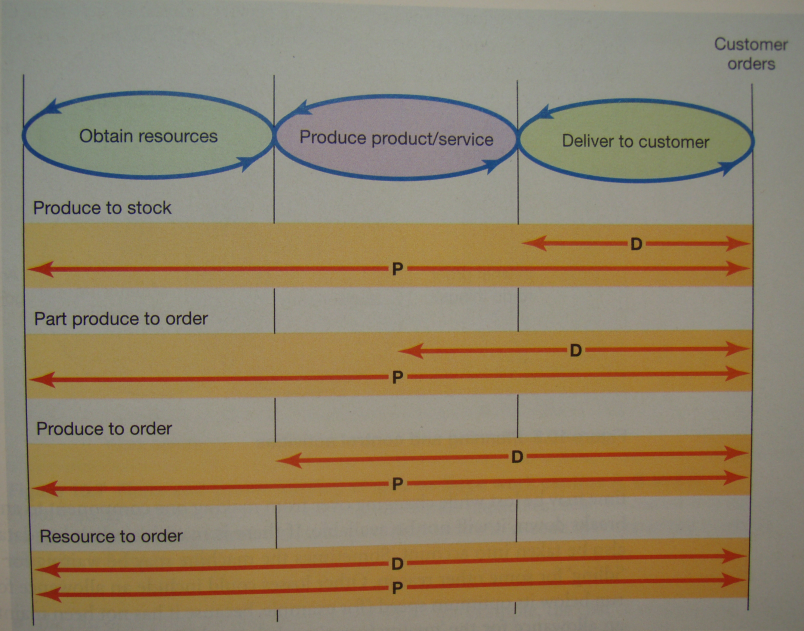 Customer
orders
Obtain resources
Produce product/service
Deliver to customer
Produce to stock
D
P
Part produce to order
D
P
Produce to order
D
P
Resource to order
D
P